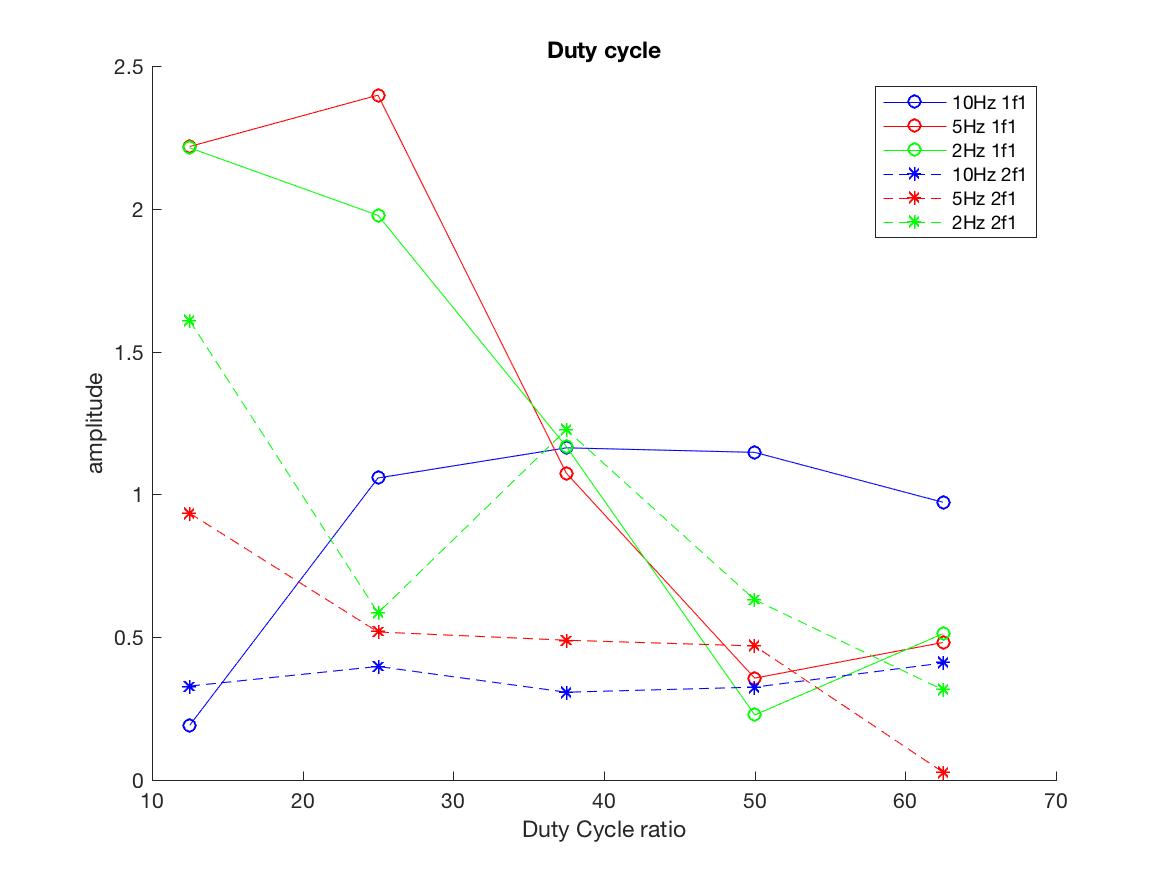 Duty cycle
2.5
2
1.5
1
0.5
0
amplitude
10Hz 1f1
5Hz 1f1
2Hz 1f1
10Hz 2f1
5Hz 2f1
2Hz 2f1
10 20 30 40 50 60 70
Duty Cycle ratio